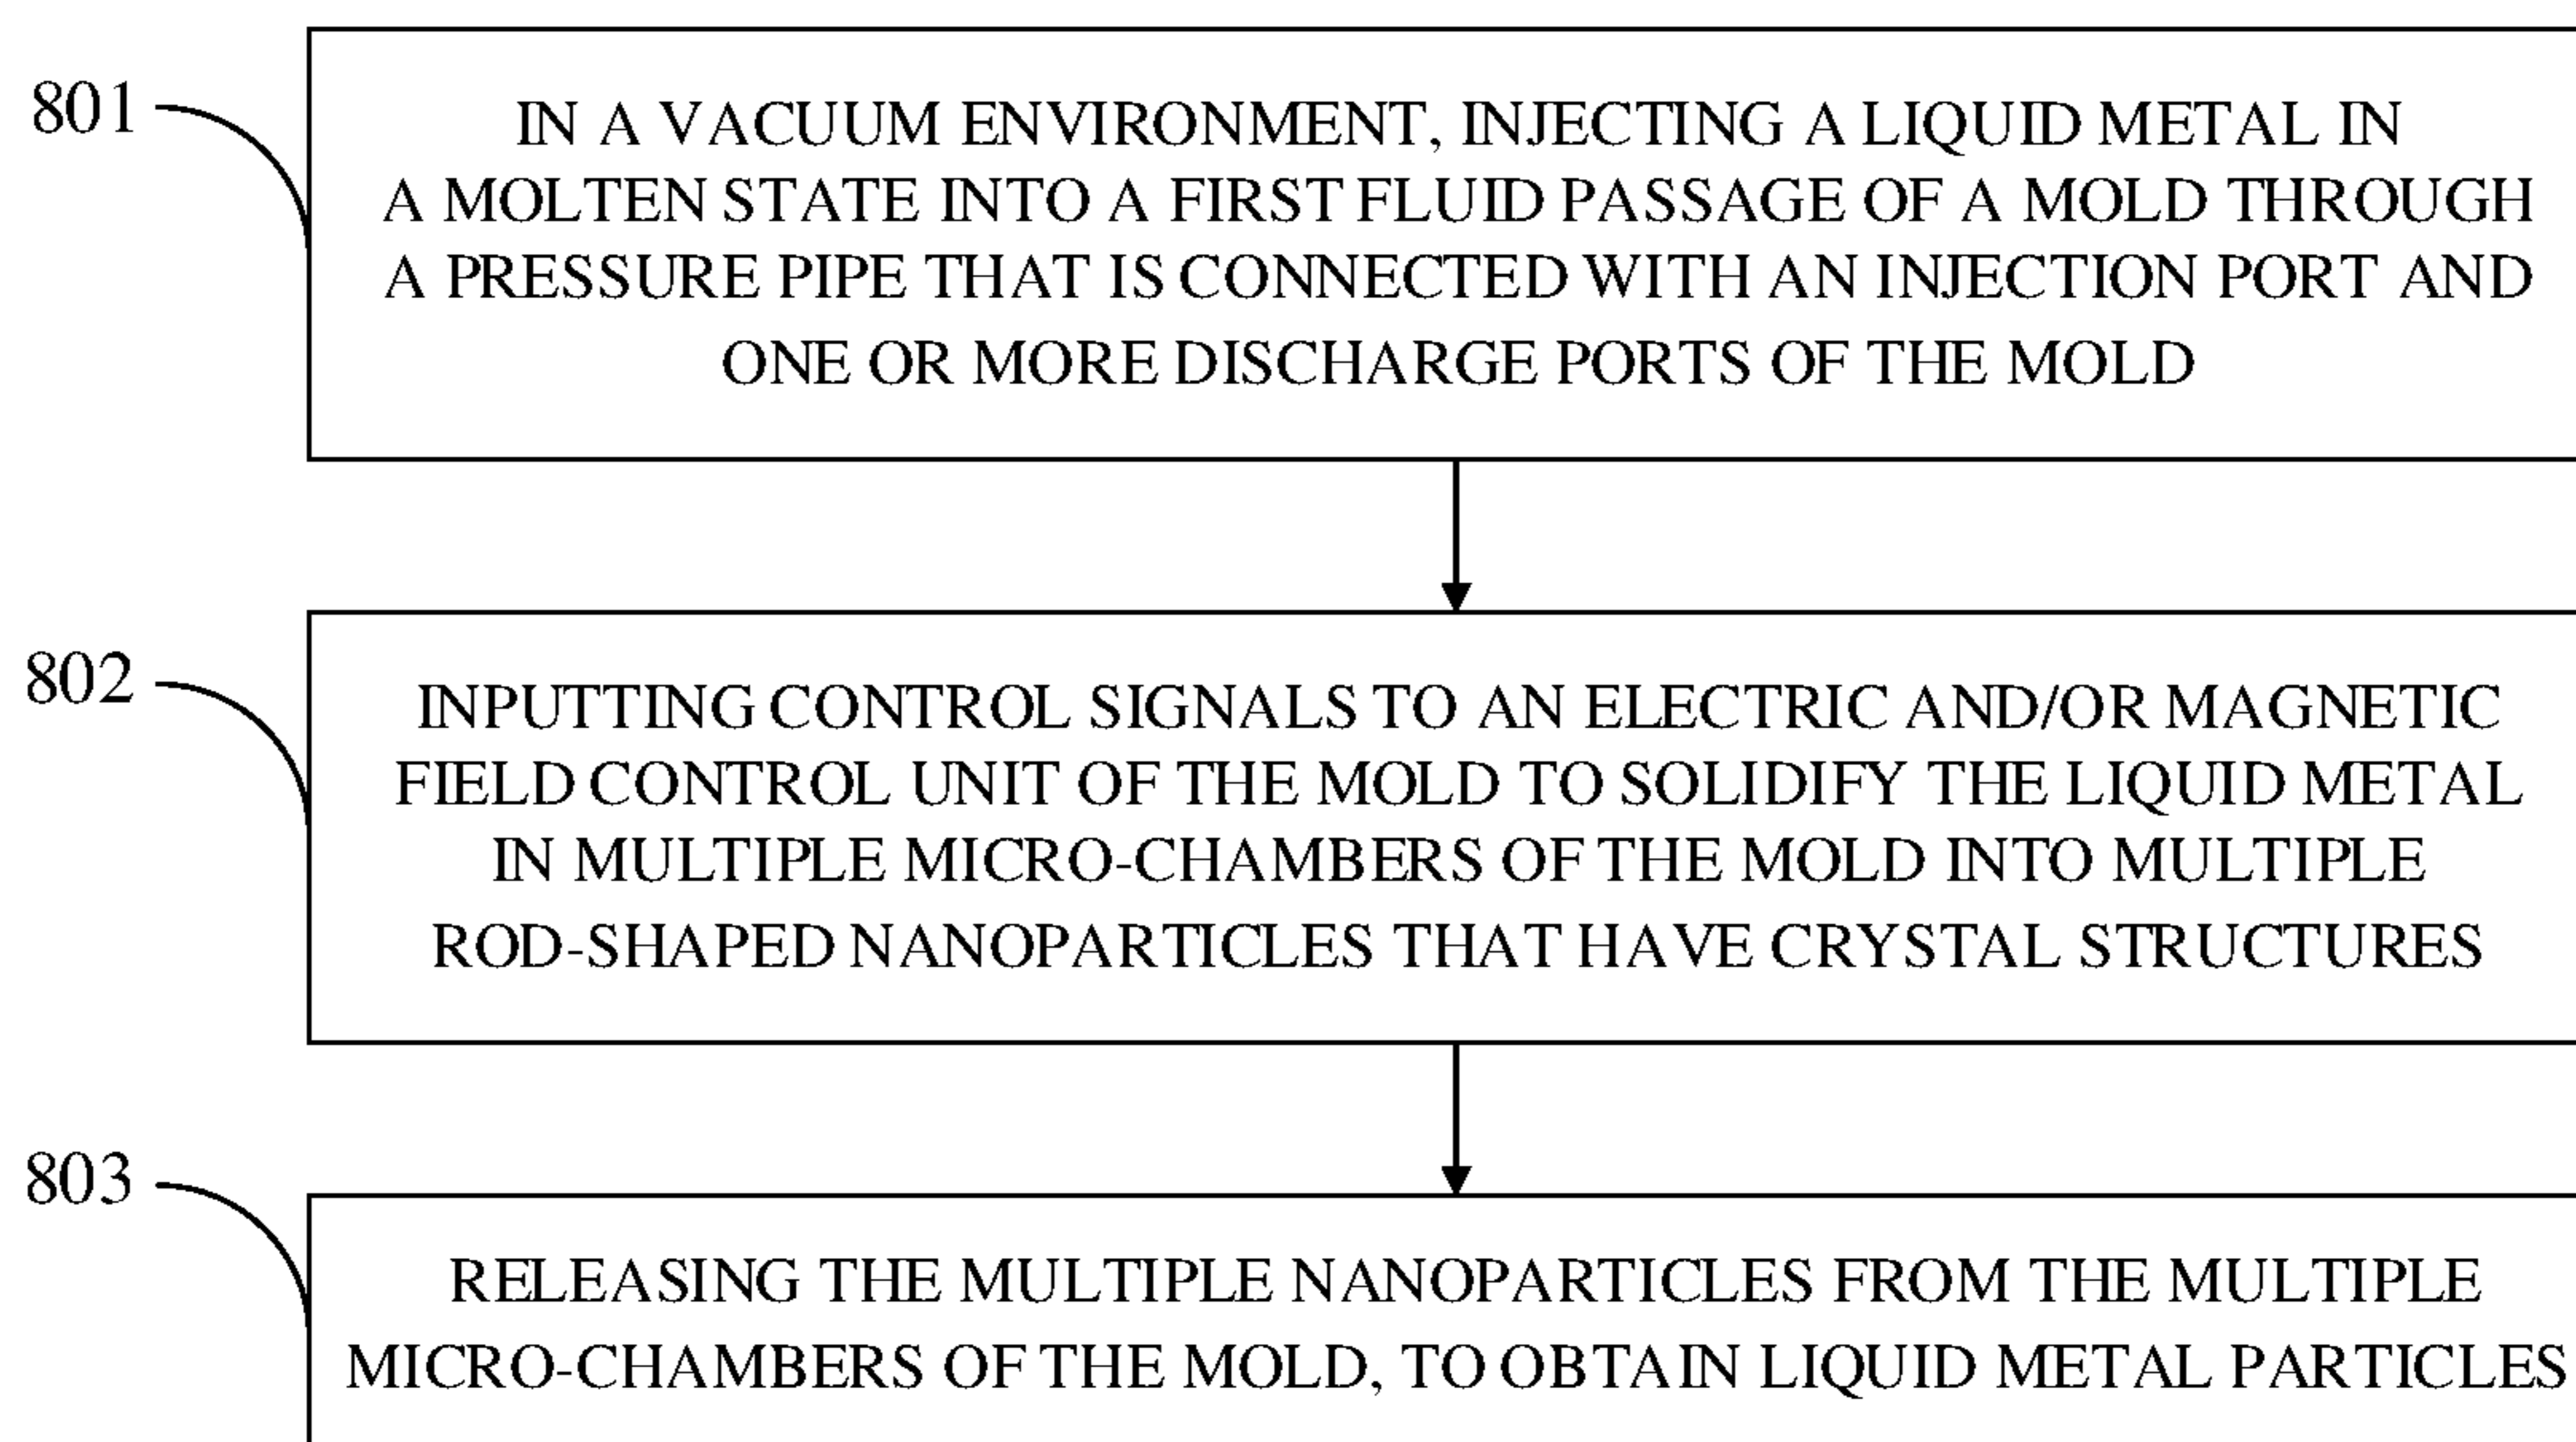 801
IN A VACUUM ENVIRONMENT, INJECTING A LIQUID METAL IN
A MOLTEN STATE INTO A FIRST FLUID PASSAGE OF A MOLD THROUGH
A PRESSURE PIPE THAT IS CONNECTED WITH AN INJECTION PORT AND
ONE OR MORE DISCHARGE PORTS OF THE MOLD
802
INPUTTING CONTROL SIGNALS TO AN ELECTRIC AND/OR MAGNETIC
FIELD CONTROL UNIT OF THE MOLD TO SOLIDIFY THE LIQUID METAL
IN MULTIPLE MICRO-CHAMBERS OF THE MOLD INTO MULTIPLE
ROD-SHAPED NANOPARTICLES THAT HAVE CRYSTAL STRUCTURES
803
RELEASING THE MULTIPLE NANOPARTICLES FROM THE MULTIPLE
MICRO-CHAMBERS OF THE MOLD, TO OBTAIN LIQUID METAL PARTICLES